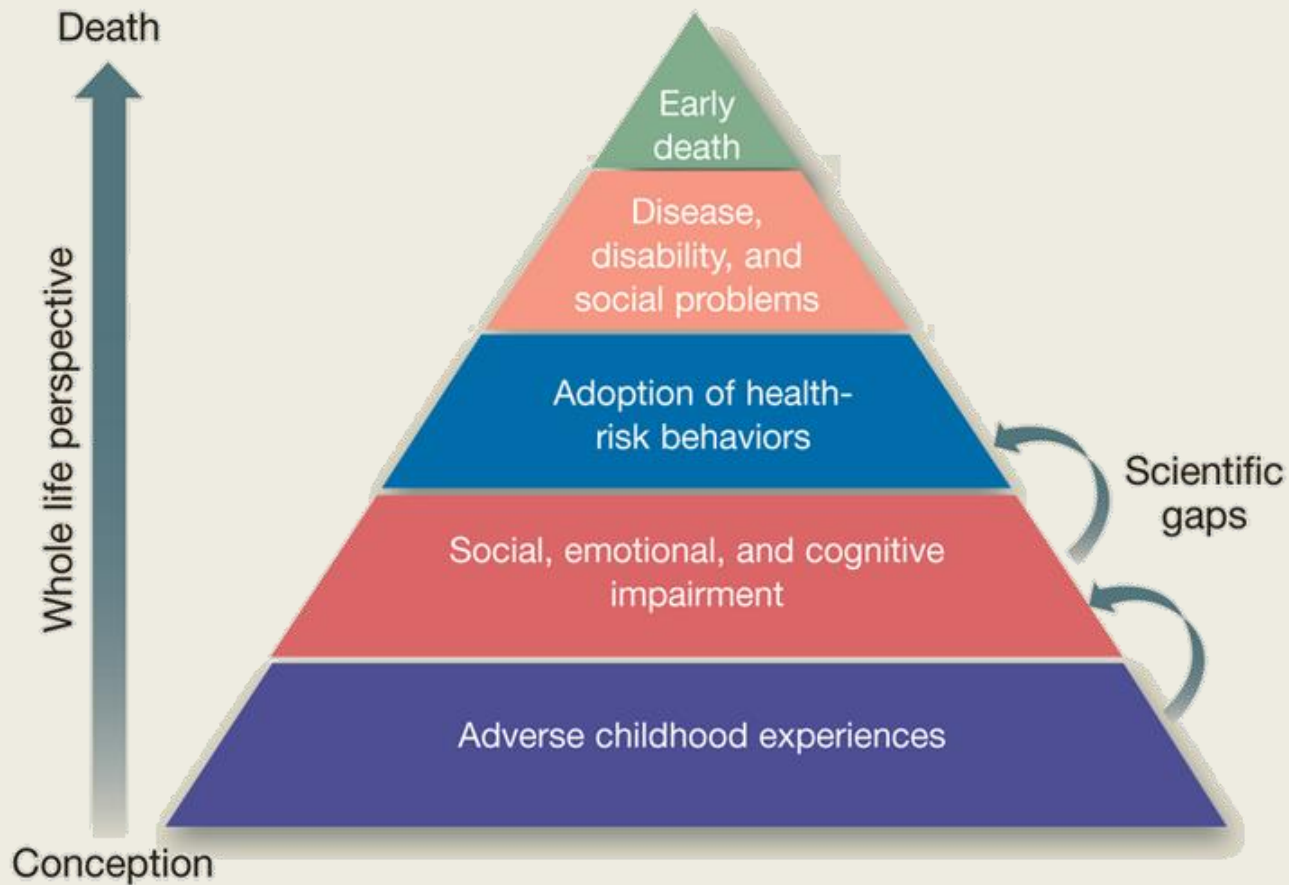 Death
Whole life perspective
Conception
Early
death
Disease,
disability, and
social problems
Adoption of health-
risk behaviors
Social, emotional, and cognitive
impairment
Adverse childhood experiences
Scientific
gaps